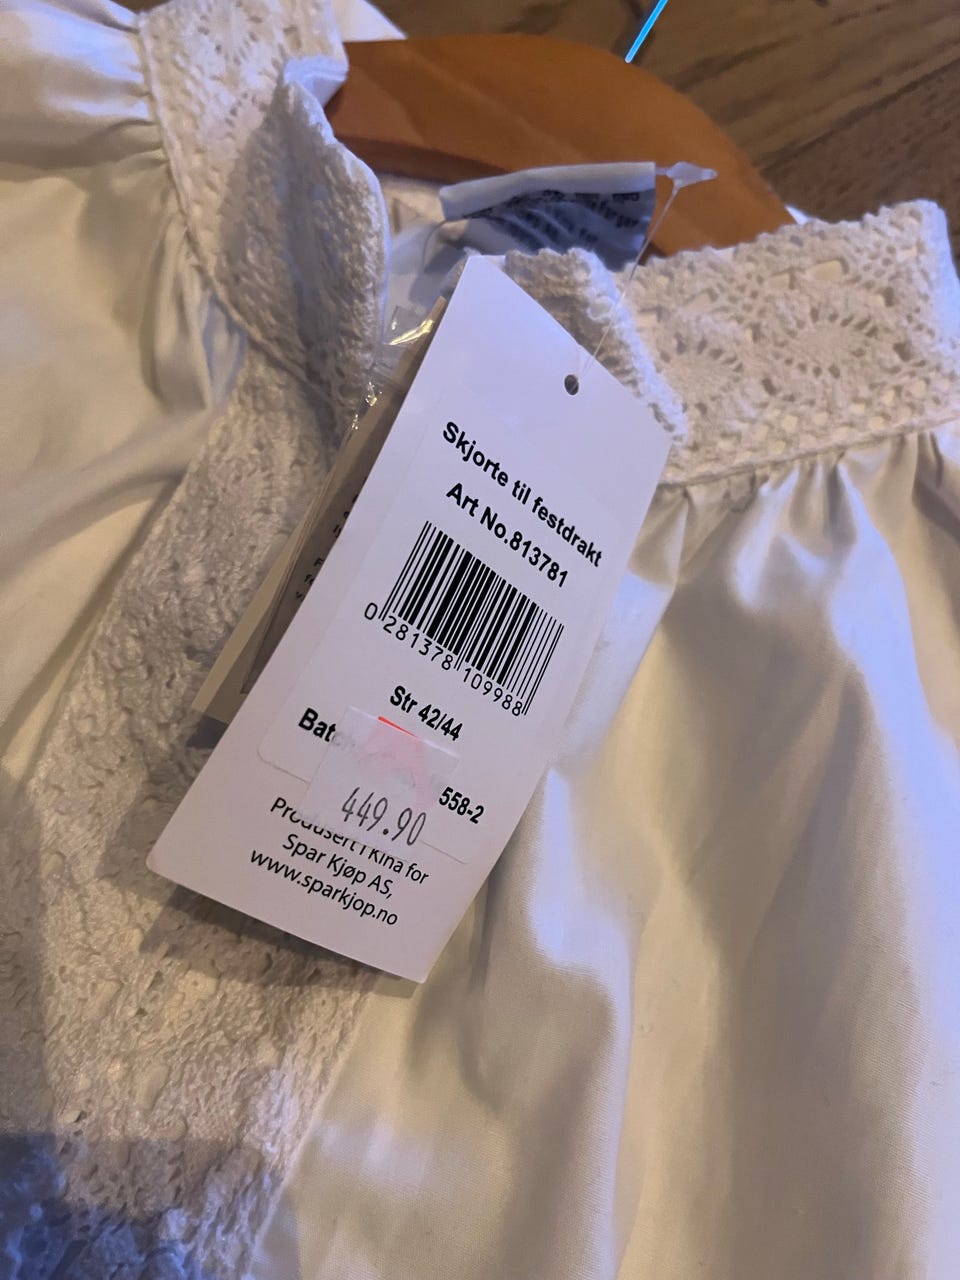 Skjorte til festdrakt
Art No.813781
0 281378 109988
Str 42/44
Bat 558-2
449.90
Produsert i Kina for
Spar Kjøp AS,
www.sparkjop.no